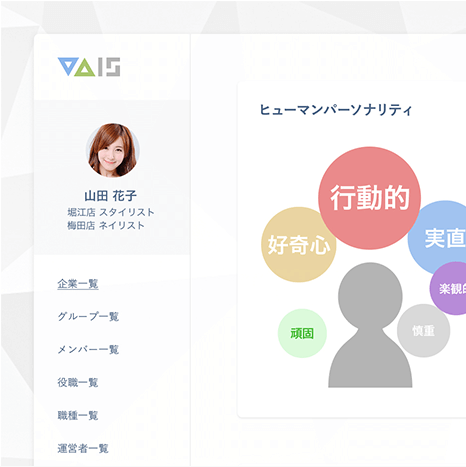 VAIS
山田 花子
堀江店 スタイリスト
梅田店 ネイリスト
企業一覧
グループ一覧
メンバー一覧
役職一覧
職種一覧
運営者一覧
ヒューマンパーソナリティ
行動的
好奇心
実直
楽観的
頑固
慎重